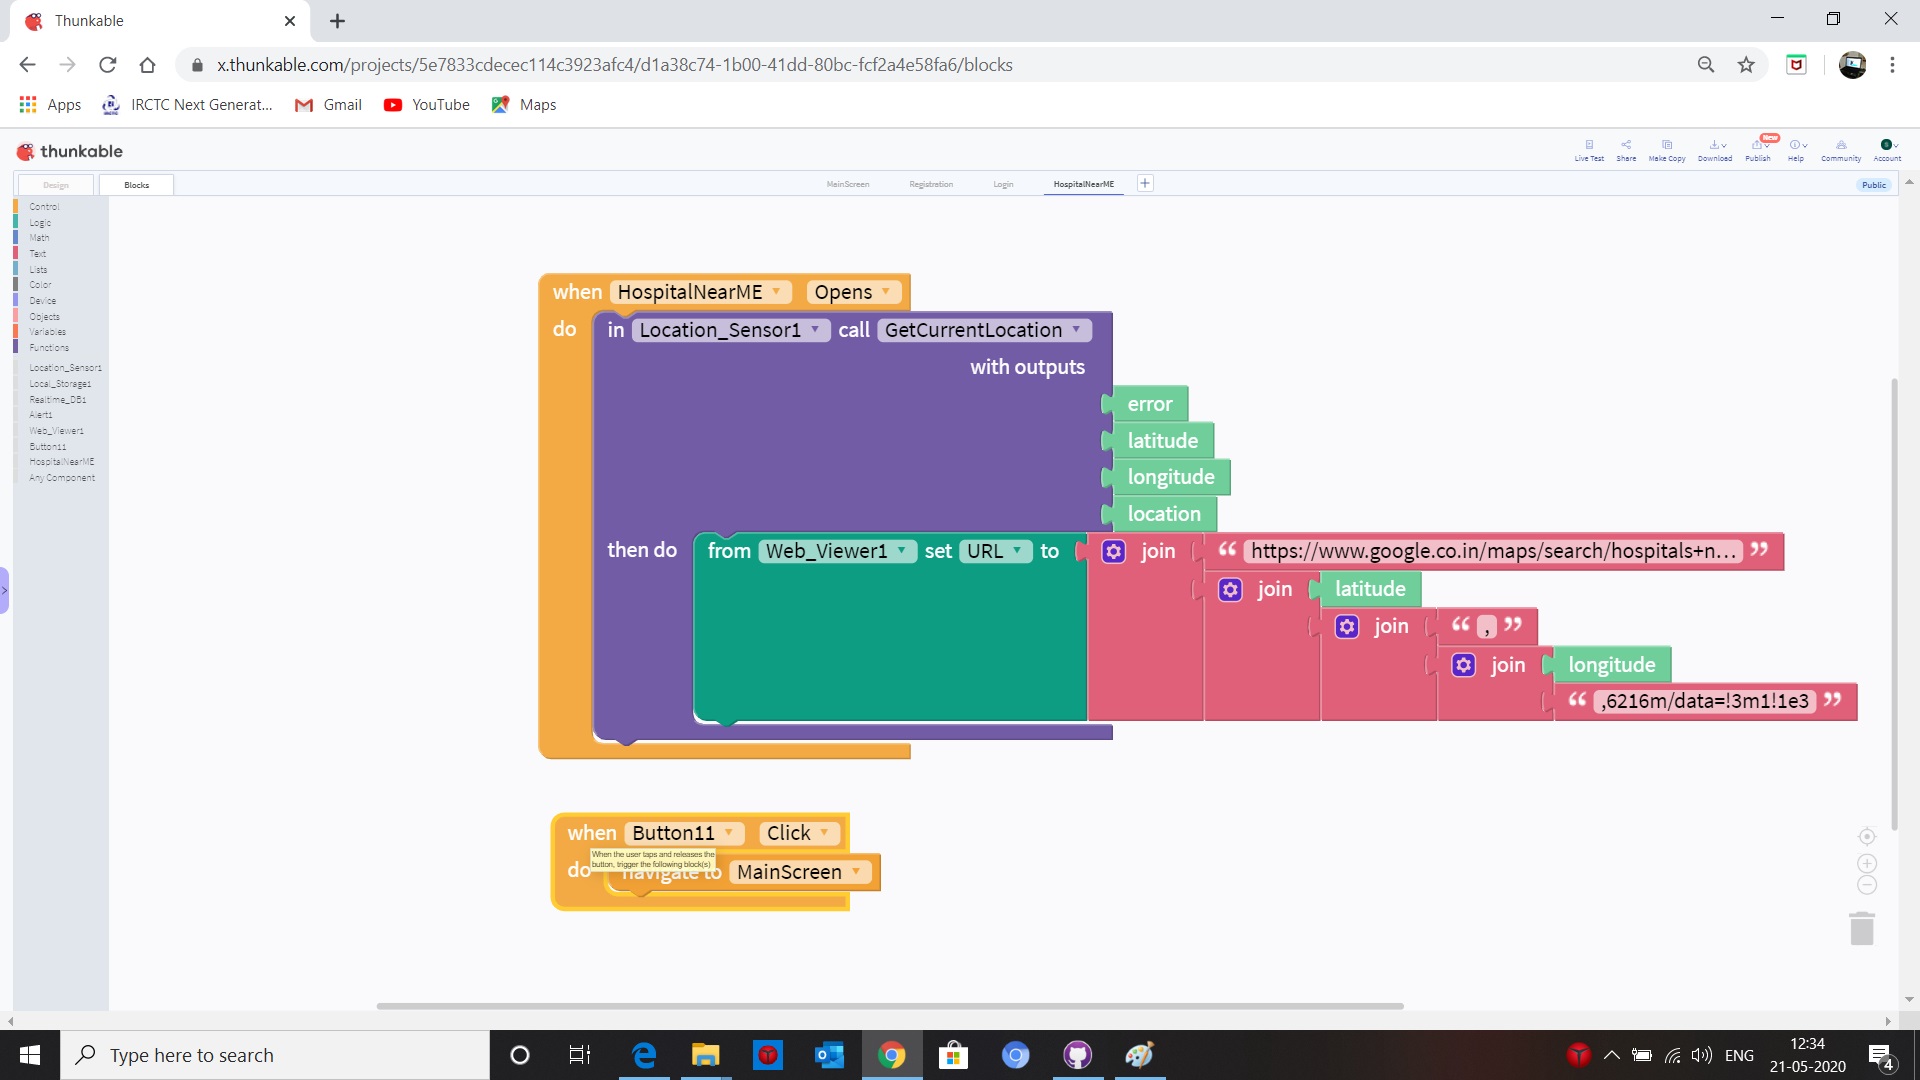 Thunkable
x.thunkable.com/projects/5e7833cdecec114c3923afc4/d1a38c74-1b00-41dd-80bc-fcf2a4e58fa6/blocks
Apps IRCTC Next Generat... Gmail YouTube Maps
thunkable
New
Live Test Share Make Copy Download Publish Help Community Account
Design Blocks MainScreen Registration Login HospitalNearME + Public
Control
Logic
Math
Text
Lists
Color
Device
Objects
Variables
Functions
Location_Sensor1
Local_Storage1
Realtime_DB1
Alert1
Web_Viewer1
Button11
HospitalNearME
Any Component
when HospitalNearME Opens
do in Location_Sensor1 call GetCurrentLocation
with outputs
error
latitude
longitude
location
then do from Web_Viewer1 set URL to join “ https://www.google.co.in/maps/search/hospitals+n... ”
join latitude
join “ , ”
join longitude
“ ,6216m/data=!3m1!1e3 ”
when Button11 Click
When the user taps and releases the
button, trigger the following block(s)
do navigate to MainScreen
Type here to search
ENG
12:34
21-05-2020
4